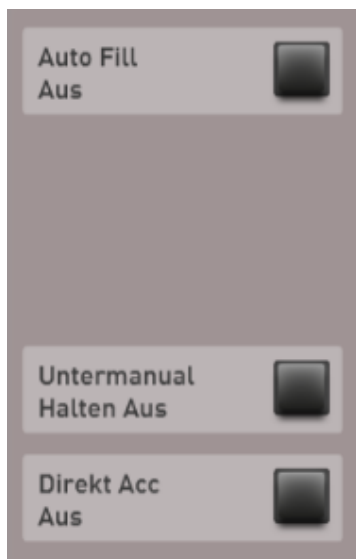 Auto Fill
Aus
Untermanual
Halten Aus
Direkt Acc
Aus